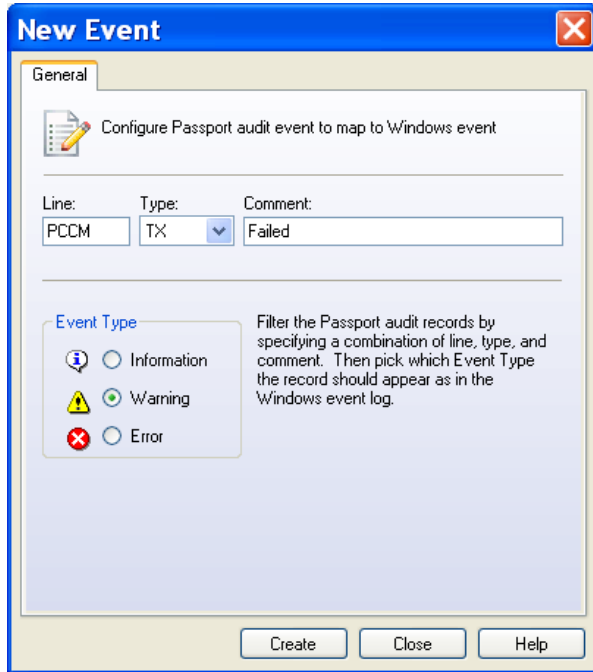 New Event
General
Configure Passport audit event to map to Windows event
Line:
Type:
Comment:
PCCM
TX
Failed
Event Type
Information
Warning
Error
Filter the Passport audit records by
specifying a combination of line, type, and
comment. Then pick which Event Type
the record should appear as in the
Windows event log.
Create
Close
Help